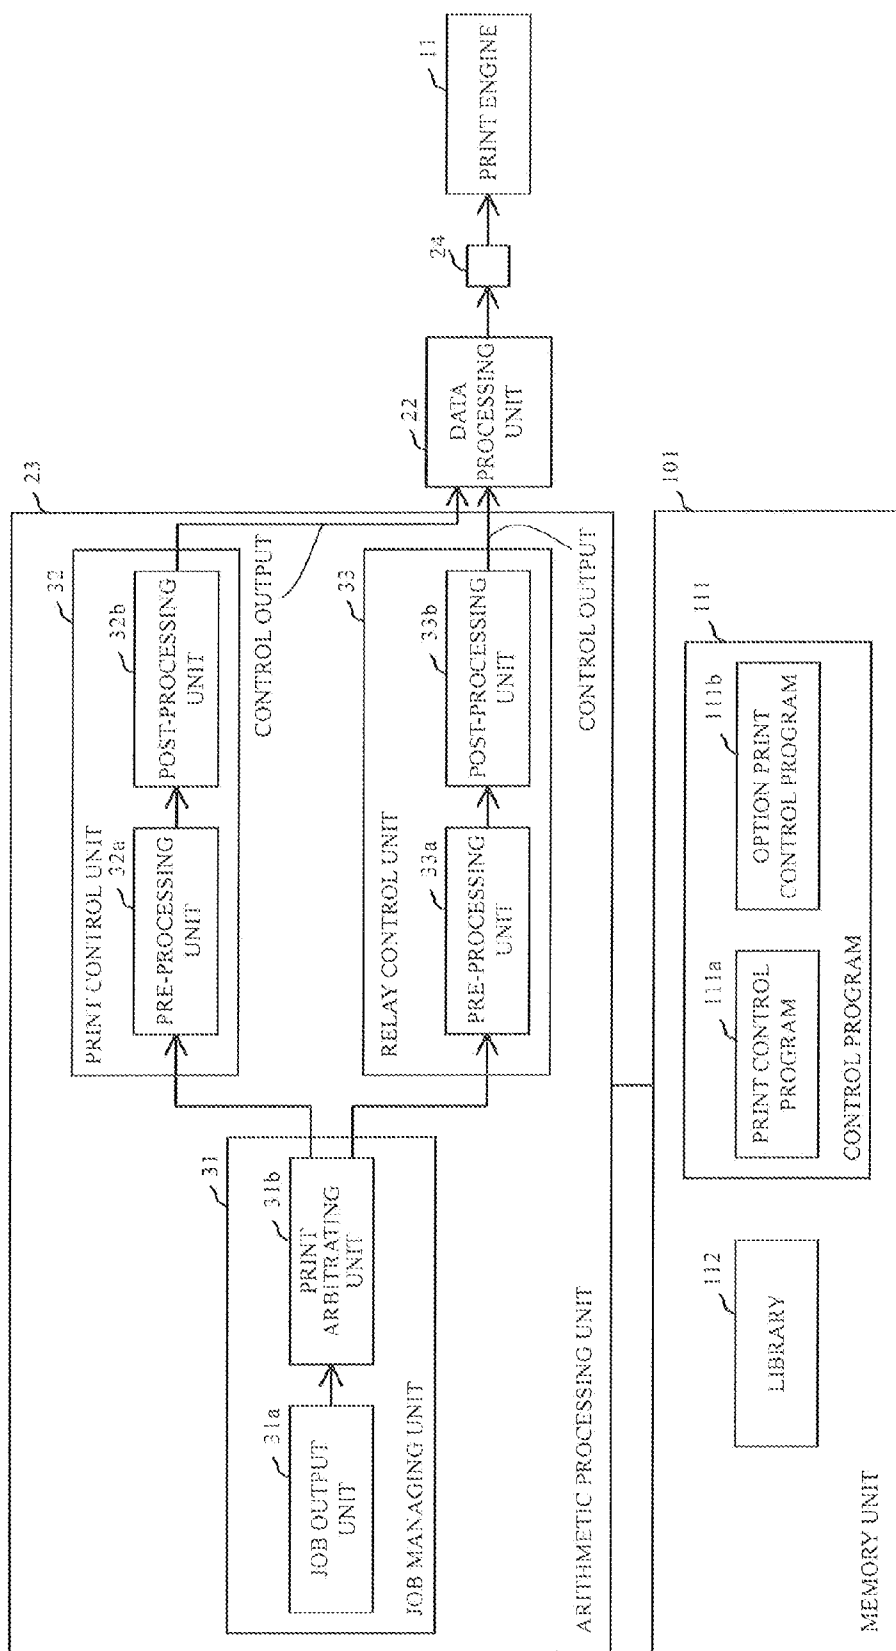 23
31
31a
JOB OUTPUT
UNIT
31b
PRINT
ARBITRATING
UNIT
JOB MANAGING UNIT
32
PRINT CONTROL UNIT
32a
PRE-PROCESSING
UNIT
32b
POST-PROCESSING
UNIT
CONTROL OUTPUT
33
RELAY CONTROL UNIT
33a
PRE-PROCESSING
UNIT
33b
POST-PROCESSING
UNIT
CONTROL OUTPUT
ARITHMETIC PROCESSING UNIT
22
DATA
PROCESSING
UNIT
24
11
PRINT ENGINE
101
112
LIBRARY
111
111a
PRINT CONTROL
PROGRAM
111b
OPTION PRINT
CONTROL PROGRAM
CONTROL PROGRAM
MEMORY UNIT